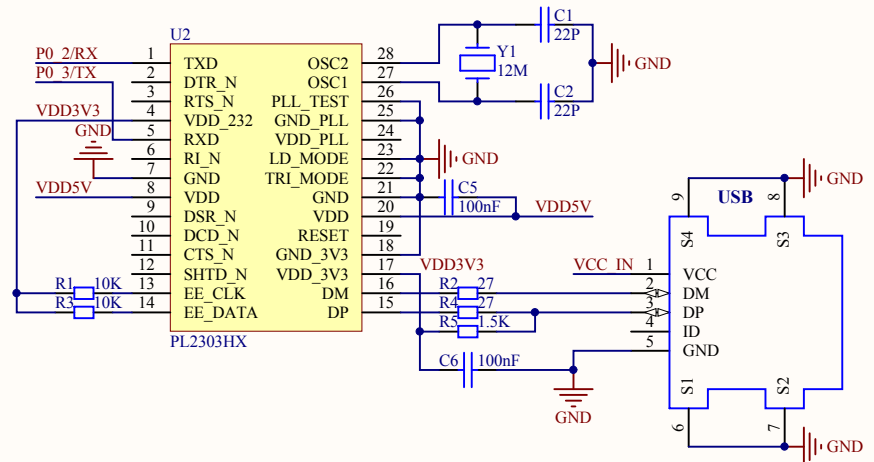 U2
PL2303HX
P0_2/RX
P0_3/TX
VDD3V3
GND
VDD5V
1 TXD
2 DTR_N
3 RTS_N
4 VDD_232
5 RXD
6 RI_N
7 GND
8 VDD
9 DSR_N
10 DCD_N
11 CTS_N
12 SHTD_N
13 EE_CLK
14 EE_DATA
R1 10K
R3 10K
OSC2 28
OSC1 27
PLL_TEST 26
GND_PLL 25
VDD_PLL 24
LD_MODE 23
TRI_MODE 22
GND 21
VDD 20
RESET 19
GND_3V3 18
VDD_3V3 17
DM 16
DP 15
C1
22P
Y1
12M
C2
22P
GND
GND
C5
100nF
VDD5V
VDD3V3
R2 27
R4 27
R5 1.5K
C6 100nF
GND
VCC_IN
USB
1 VCC
2 DM
3 DP
4 ID
5 GND
9 S4
8 S3
6 S1
7 S2
GND
GND